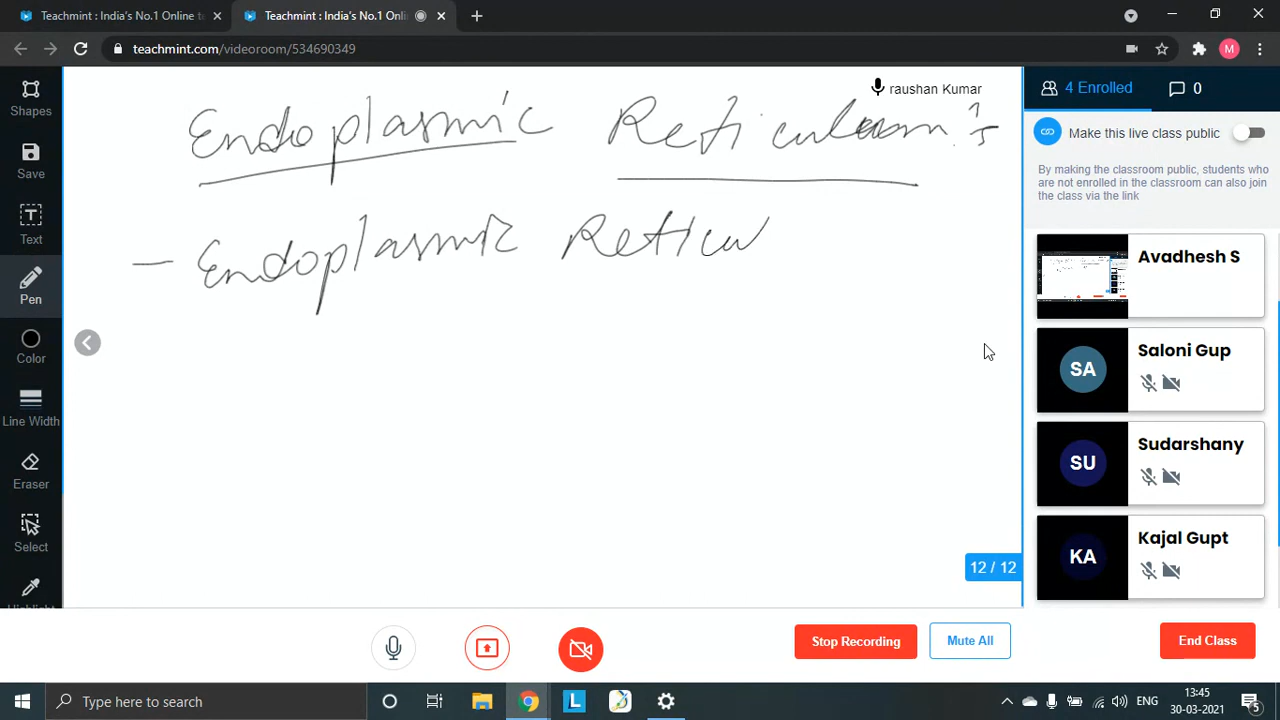 Teachmint : India's No.1 Online ta
Teachmint : India's No.1 Onli
teachmint.com/videoroom/534690349
M
Shapes
Save
Text
Pen
Color
Line Width
Eraser
Select
raushan Kumar
Endoplasmic Reticulum :
- Endoplasmic Reticu
12 / 12
4 Enrolled
0
Make this live class public
By making the classroom public, students
who are not enrolled in the classroom can also join
the class via the link
Avadhesh S
SA
Saloni Gup
SU
Sudarshany
KA
Kajal Gupt
Stop Recording
Mute All
End Class
Type here to search
L
ENG
13:45
30-03-2021
5